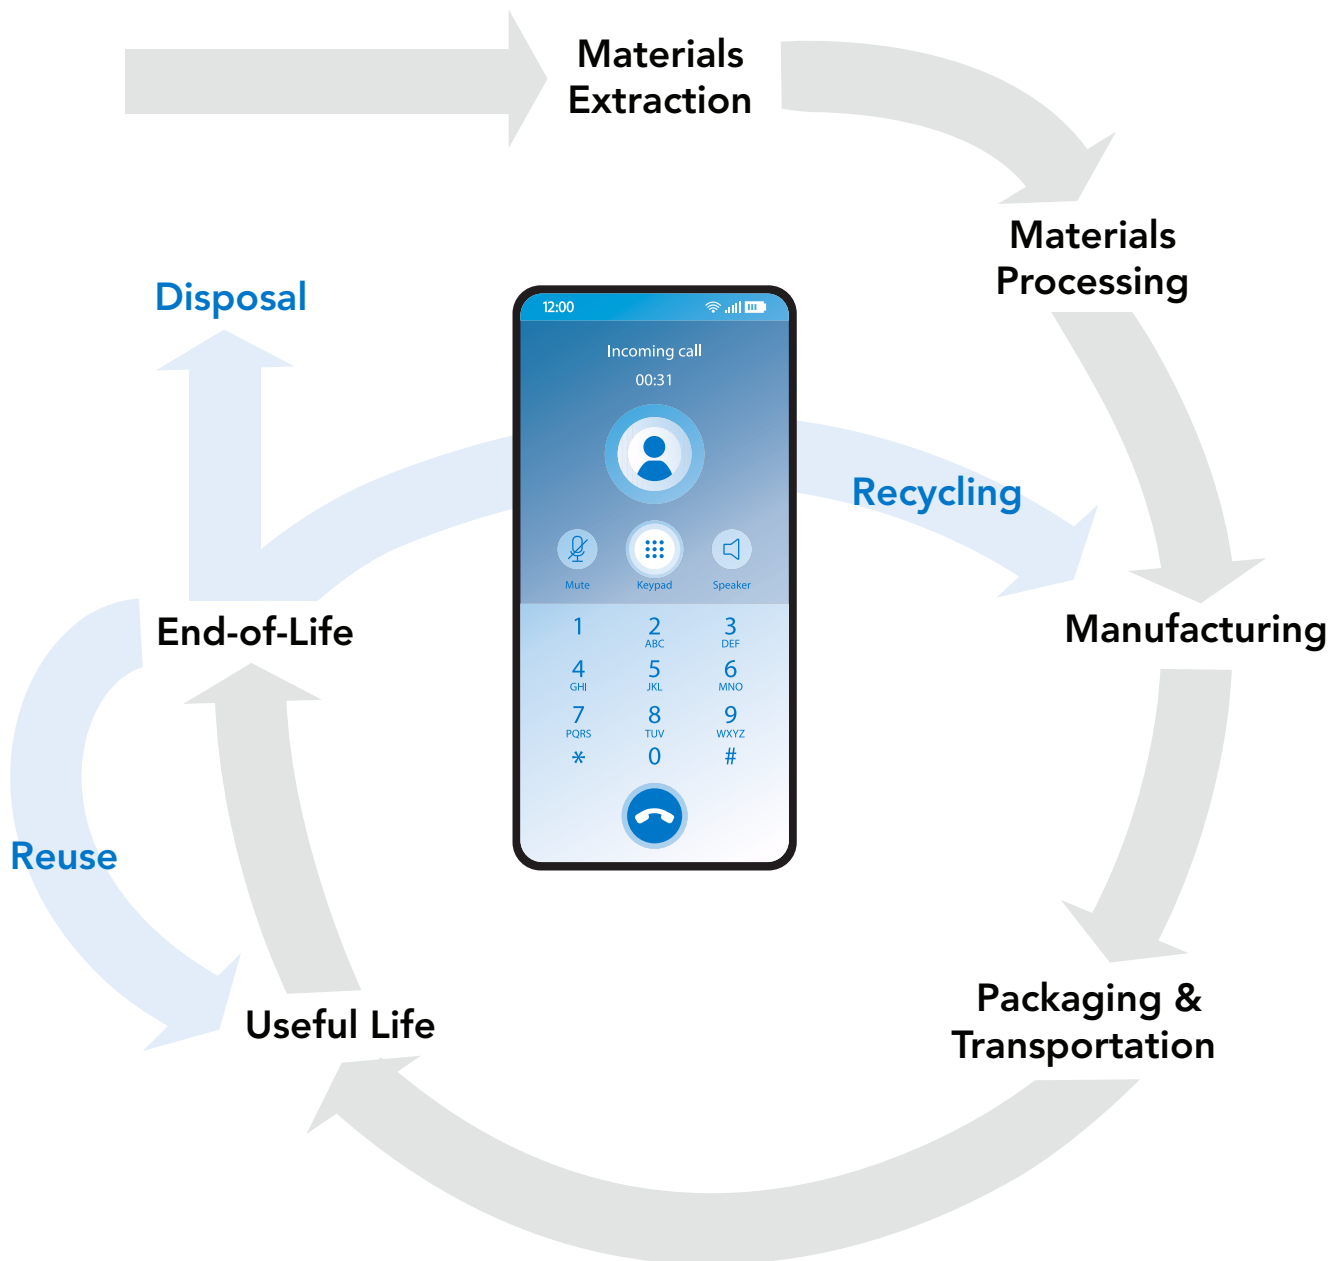 Materials
Extraction
Materials
Processing
Disposal
12:00
Incoming call
00:31
Recycling
Mute Keypad Speaker
End-of-Life
Manufacturing
1 2 3
ABC DEF
4 5 6
GHI JKL MNO
7 8 9
PQRS TUV WXYZ
* 0 #
Reuse
Useful Life
Packaging &
Transportation